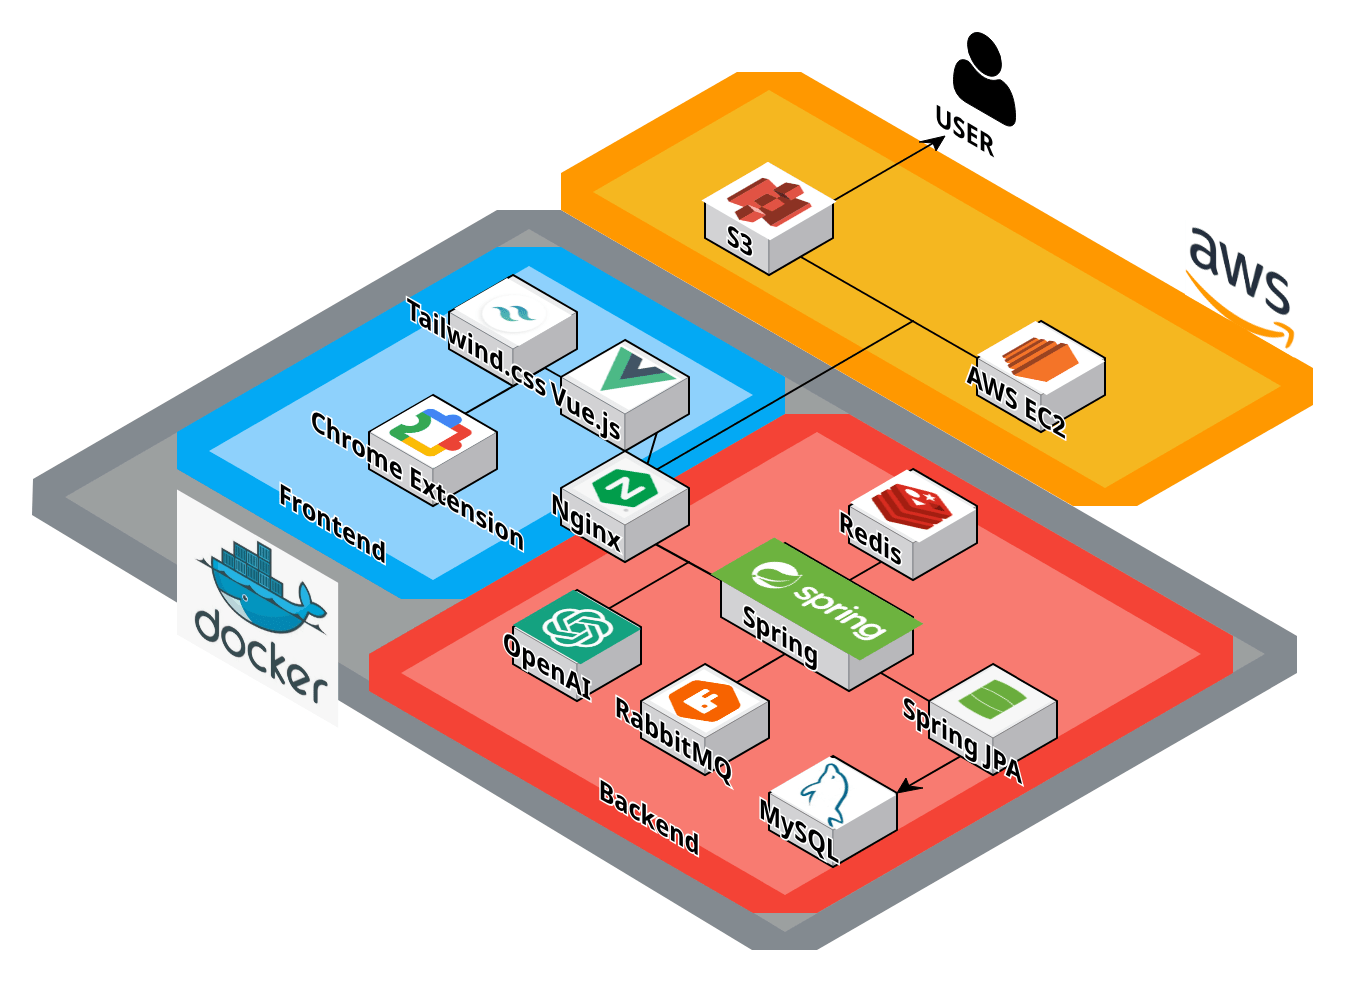 USER
aws
S3
AWS EC2
Tailwind.css
Vue.js
Chrome Extension
Frontend
Nginx
docker
Redis
spring
Spring
OpenAI
RabbitMQ
Spring JPA
MySQL
Backend